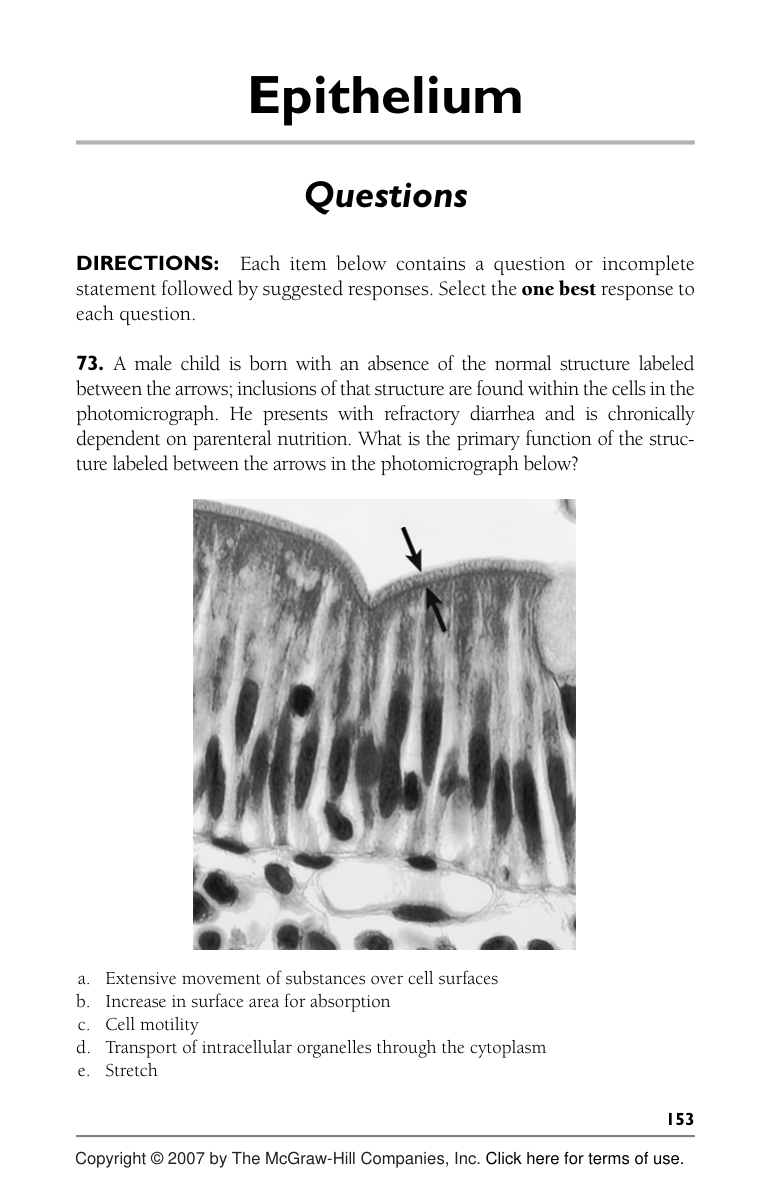 Epithelium
Questions
DIRECTIONS: Each item below contains a question or incomplete
statement followed by suggested responses. Select the one best response to
each question.
73. A male child is born with an absence of the normal structure labeled
between the arrows; inclusions of that structure are found within the cells in the
photomicrograph. He presents with refractory diarrhea and is chronically
dependent on parenteral nutrition. What is the primary function of the struc-
ture labeled between the arrows in the photomicrograph below?
a. Extensive movement of substances over cell surfaces
b. Increase in surface area for absorption
c. Cell motility
d. Transport of intracellular organelles through the cytoplasm
e. Stretch
153
Copyright © 2007 by The McGraw-Hill Companies, Inc. Click here for terms of use.